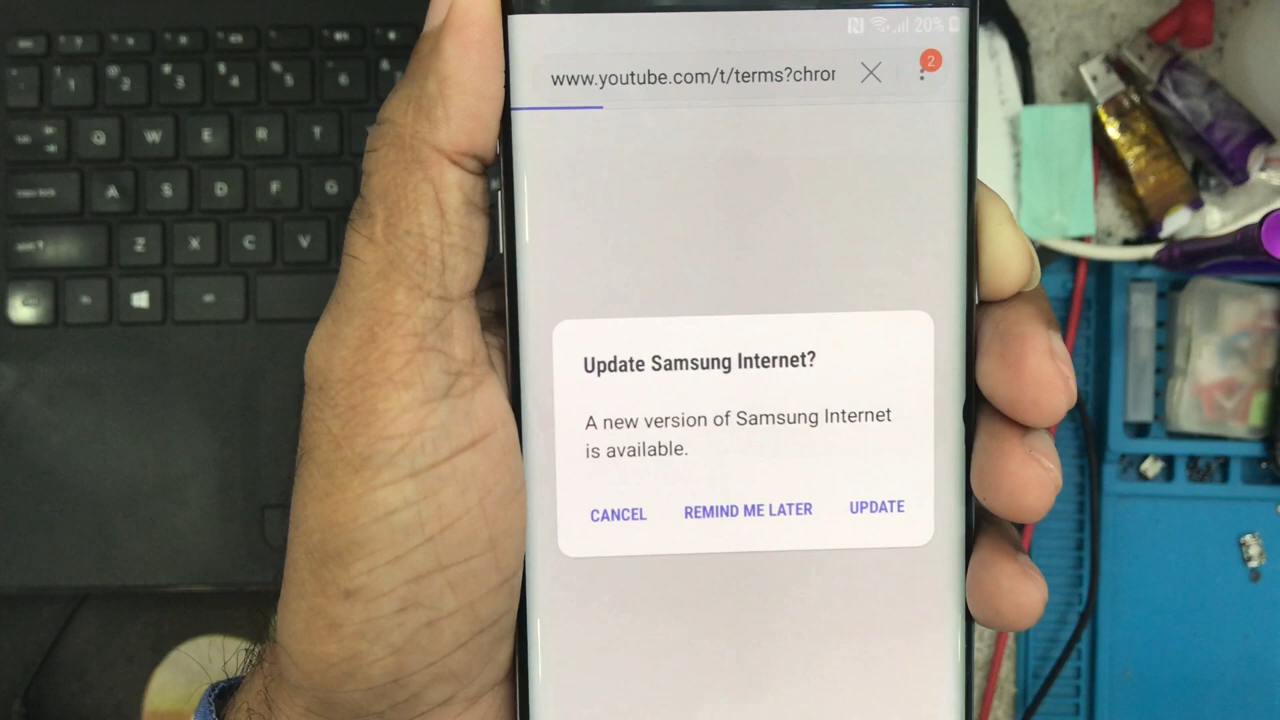 20%
www.youtube.com/t/terms?chror
2
Update Samsung Internet?
A new version of Samsung Internet
is available.
CANCEL REMIND ME LATER UPDATE
Q W E R T
A S D F G
Z X C V